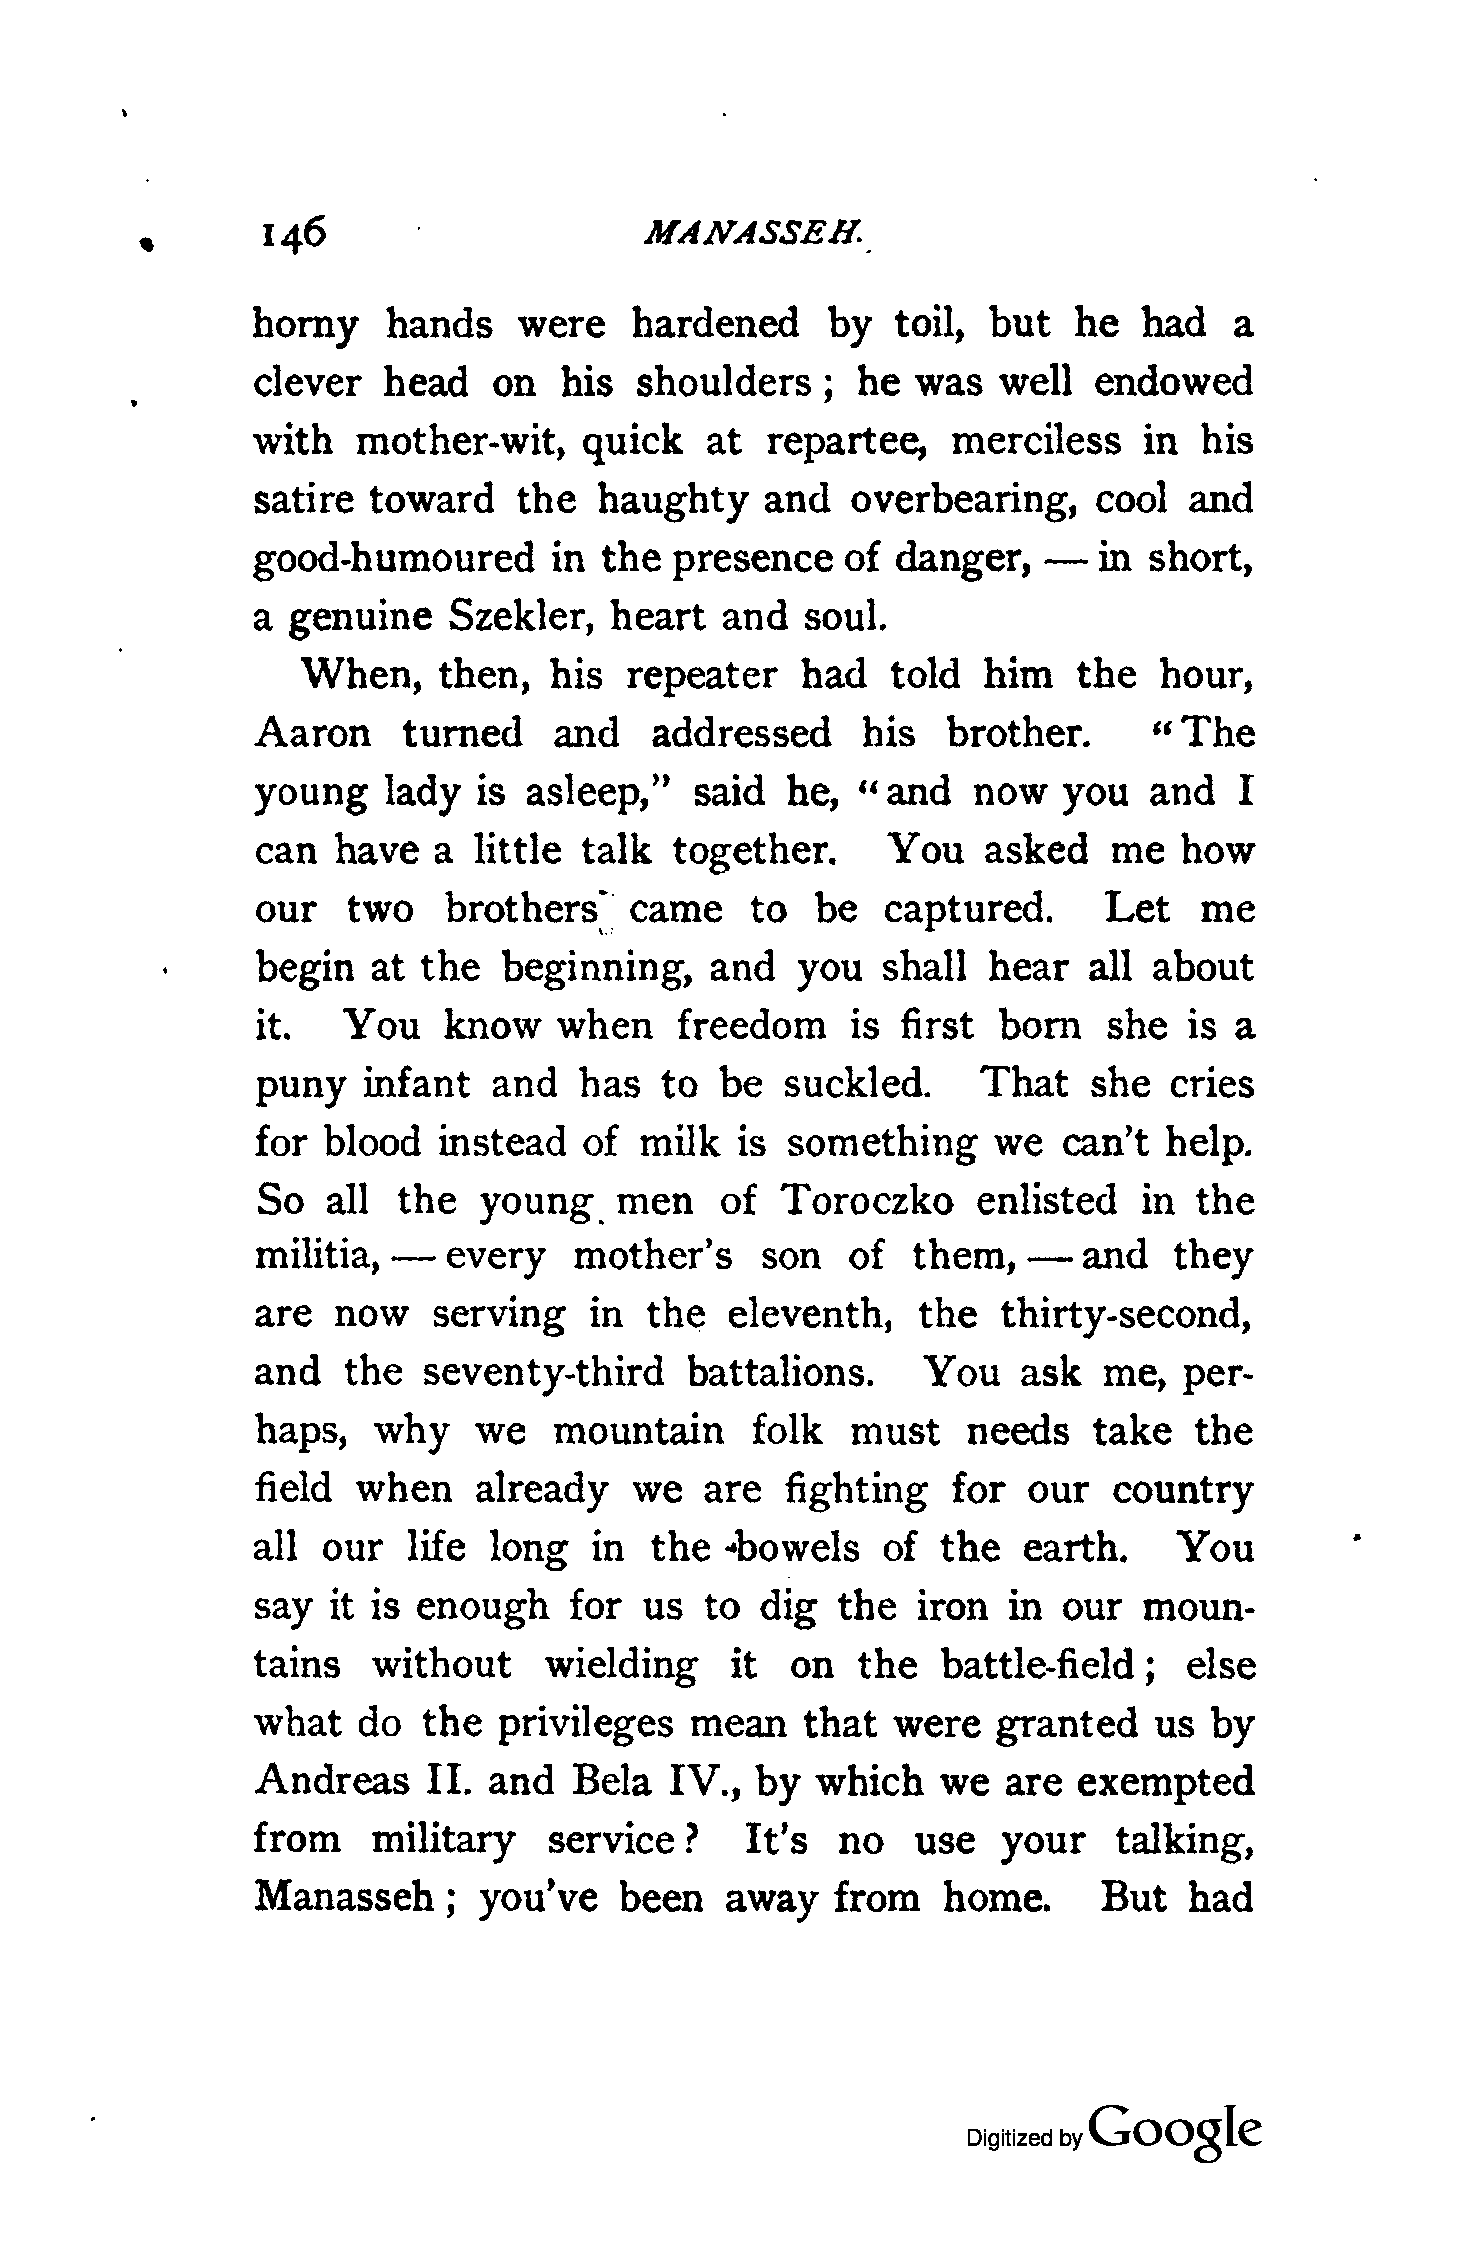 146 MANASSEH.
horny hands were hardened by toil, but he had a
clever head on his shoulders ; he was well endowed
with mother-wit, quick at repartee, merciless in his
satire toward the haughty and overbearing, cool and
good-humoured in the presence of danger, — in short,
a genuine Szekler, heart and soul.
When, then, his repeater had told him the hour,
Aaron turned and addressed his brother. “ The
young lady is asleep,” said he, “ and now you and I
can have a little talk together. You asked me how
our two brothers came to be captured. Let me
begin at the beginning, and you shall hear all about
it. You know when freedom is first born she is a
puny infant and has to be suckled. That she cries
for blood instead of milk is something we can’t help.
So all the young men of Toroczko enlisted in the
militia, — every mother’s son of them, — and they
are now serving in the eleventh, the thirty-second,
and the seventy-third battalions. You ask me, per-
haps, why we mountain folk must needs take the
field when already we are fighting for our country
all our life long in the bowels of the earth. You
say it is enough for us to dig the iron in our moun-
tains without wielding it on the battle-field ; else
what do the privileges mean that were granted us by
Andreas II. and Bela IV., by which we are exempted
from military service ? It’s no use your talking,
Manasseh ; you’ve been away from home. But had
Digitized by Google